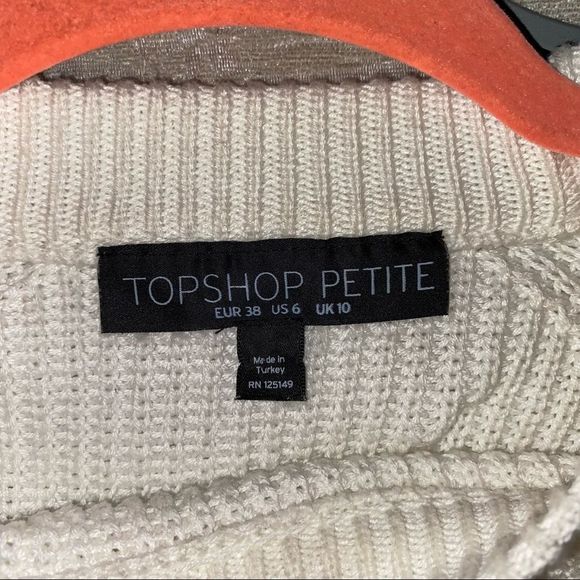 TOPSHOP PETITE
EUR 38 US 6 UK 10
Made in
Turkey
RN 125149